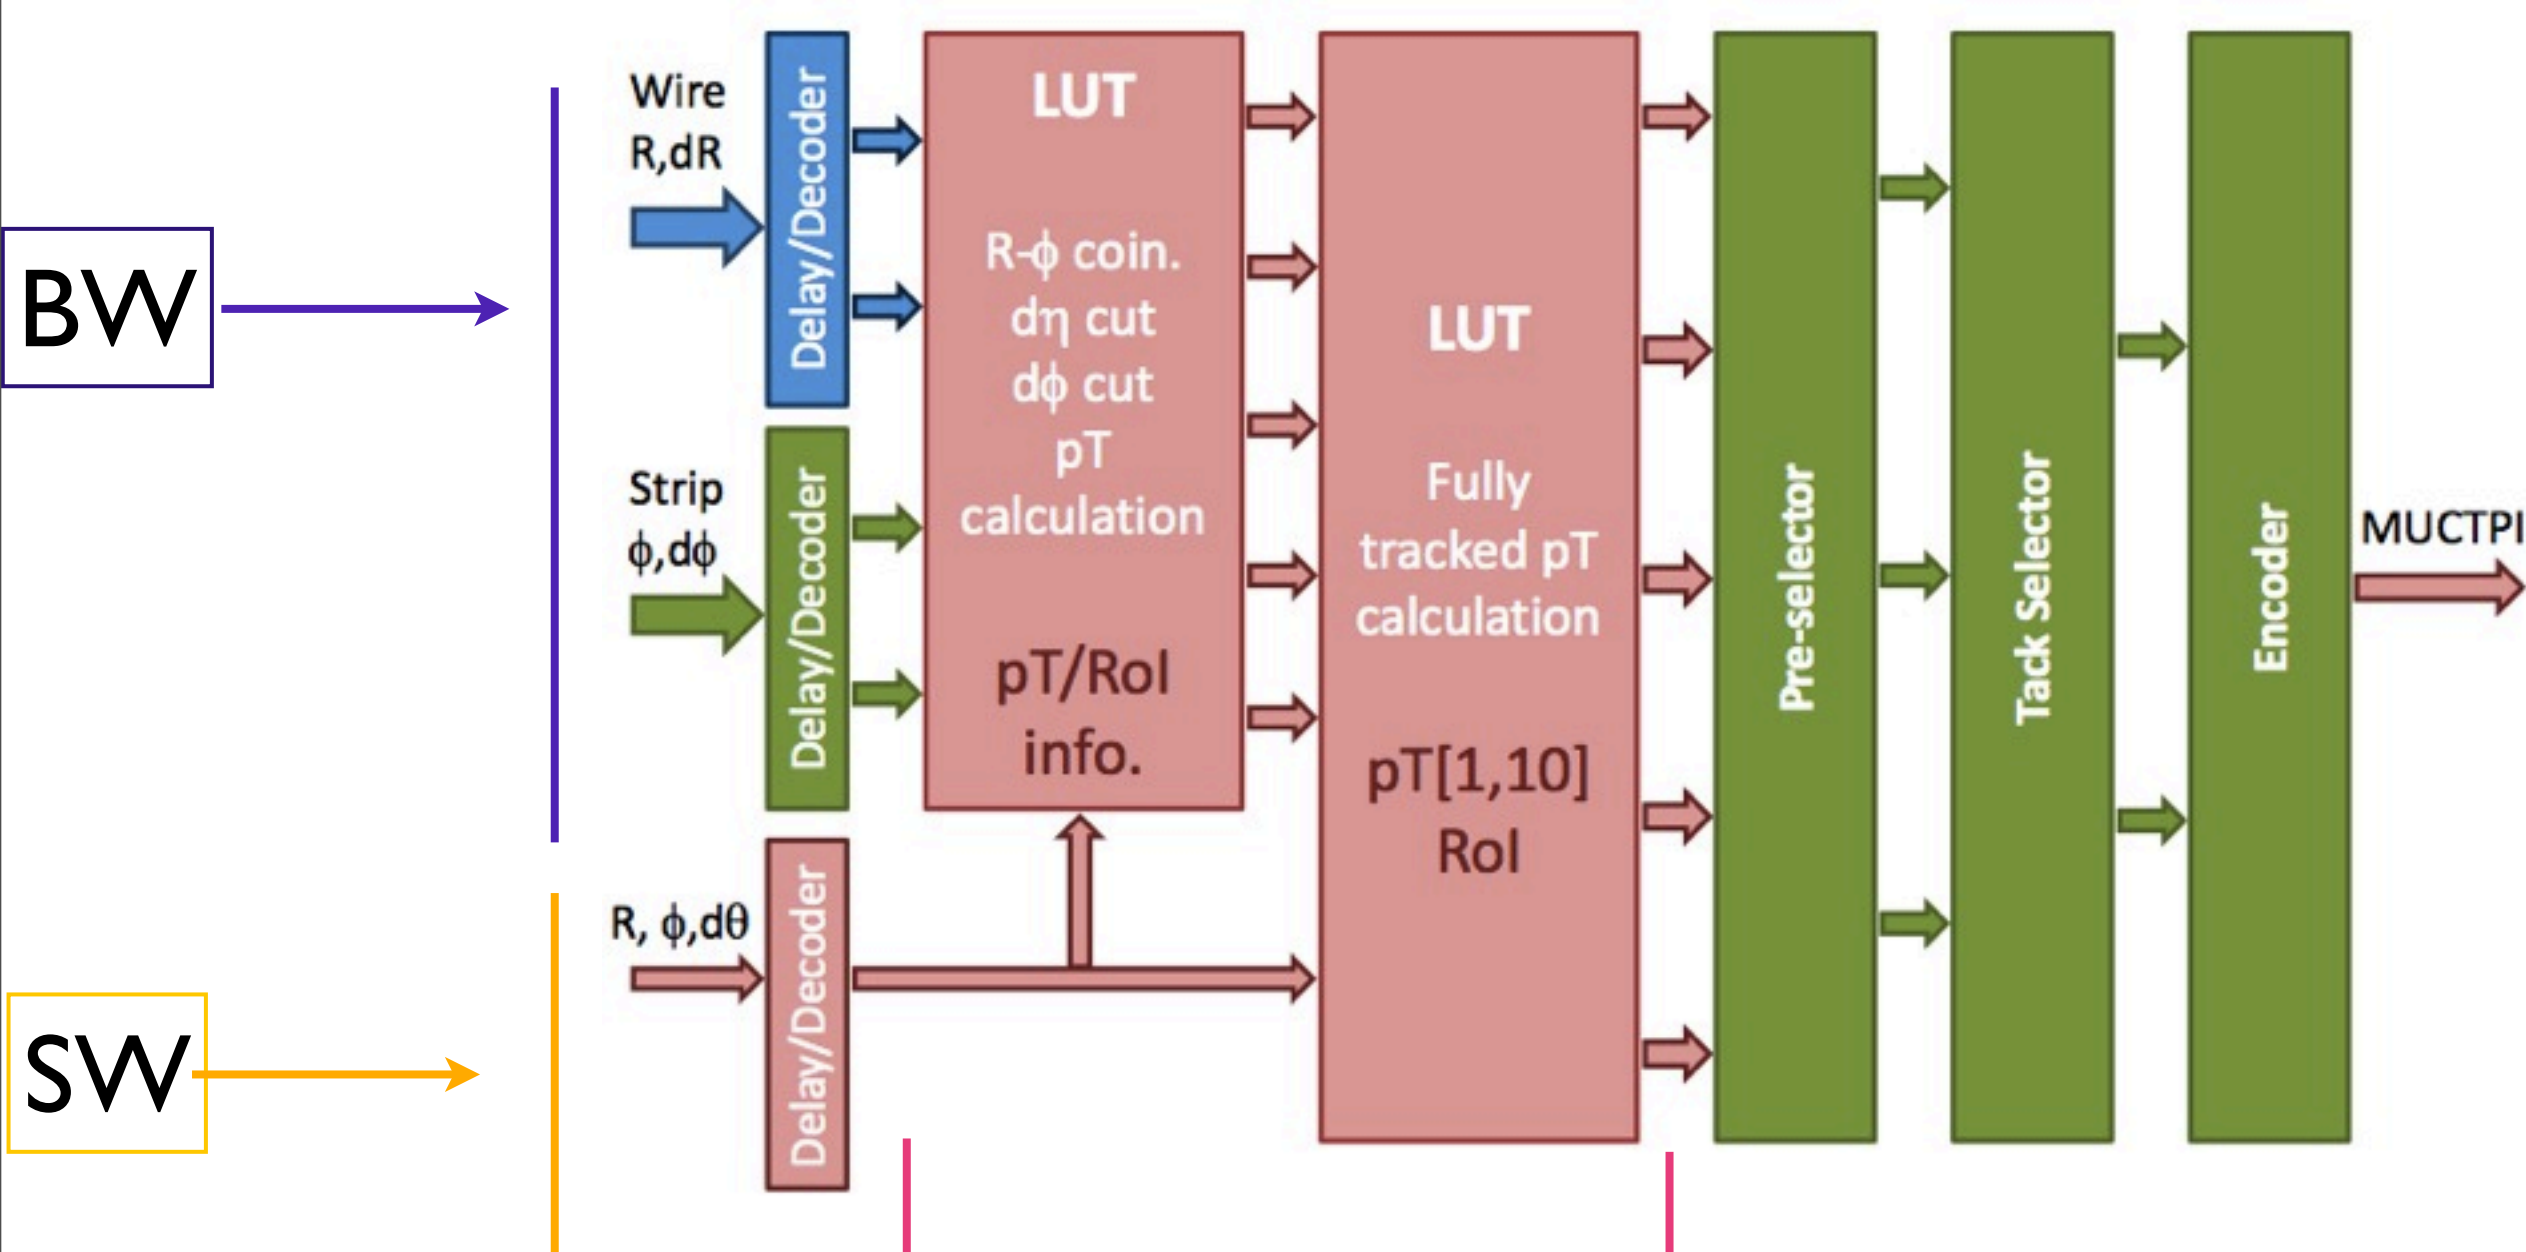 BW
SW
Wire
R,dR
Strip
ϕ,dϕ
R, ϕ,dθ
Delay/Decoder
Delay/Decoder
Delay/Decoder
LUT
R-ϕ coin.
dη cut
dϕ cut
pT
calculation
pT/RoI
info.
LUT
Fully
tracked pT
calculation
pT[1,10]
RoI
Pre-selector
Tack Selector
Encoder
MUCTPI